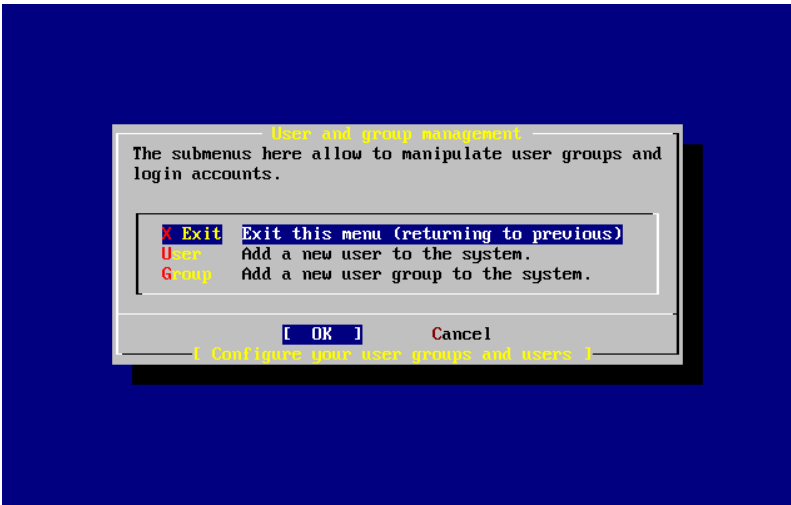 User and group management
The submenus here allow to manipulate user groups and
login accounts.
X Exit Exit this menu (returning to previous)
User Add a new user to the system.
Group Add a new user group to the system.
[ OK ] Cancel
[ Configure your user groups and users ]